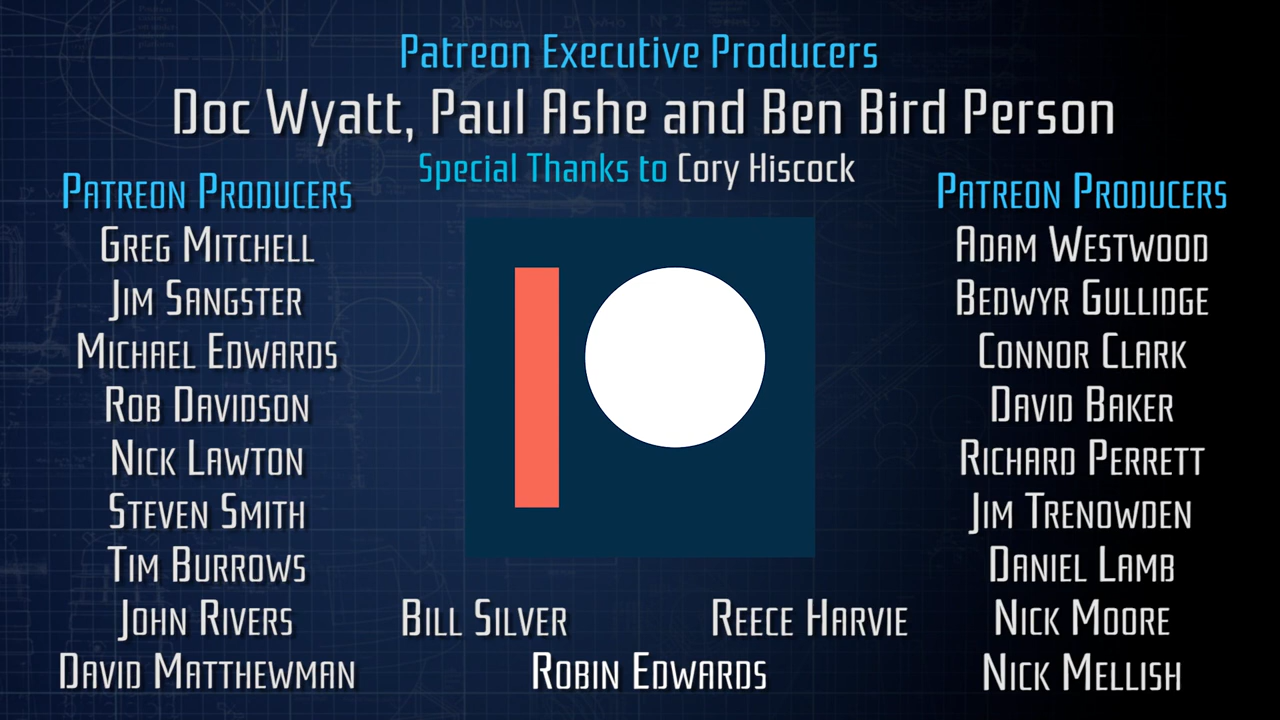 Patreon Executive Producers
Doc Wyatt, Paul Ashe and Ben Bird Person
Special Thanks to Cory Hiscock
Patreon Producers
Greg Mitchell
Jim Sangster
Michael Edwards
Rob Davidson
Nick Lawton
Steven Smith
Tim Burrows
John Rivers
David Matthewman
Bill Silver
Reece Harvie
Robin Edwards
Patreon Producers
Adam Westwood
Bedwyr Gullidge
Connor Clark
David Baker
Richard Perrett
Jim Trenowden
Daniel Lamb
Nick Moore
Nick Mellish